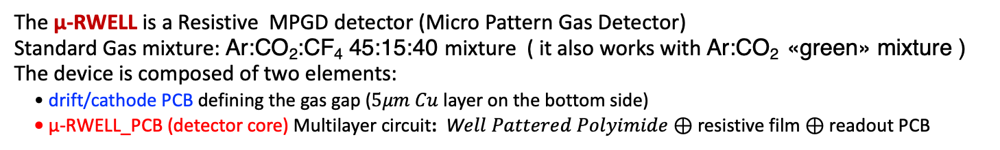 The μ-RWELL is a Resistive MPGD detector (Micro Pattern Gas Detector)
Standard Gas mixture: Ar:CO₂:CF₄ 45:15:40 mixture ( it also works with Ar:CO₂ «green» mixture )
The device is composed of two elements:
• drift/cathode PCB defining the gas gap (5μm Cu layer on the bottom side)
• μ-RWELL_PCB (detector core) Multilayer circuit: Well Pattered Polyimide ⊕ resistive film ⊕ readout PCB